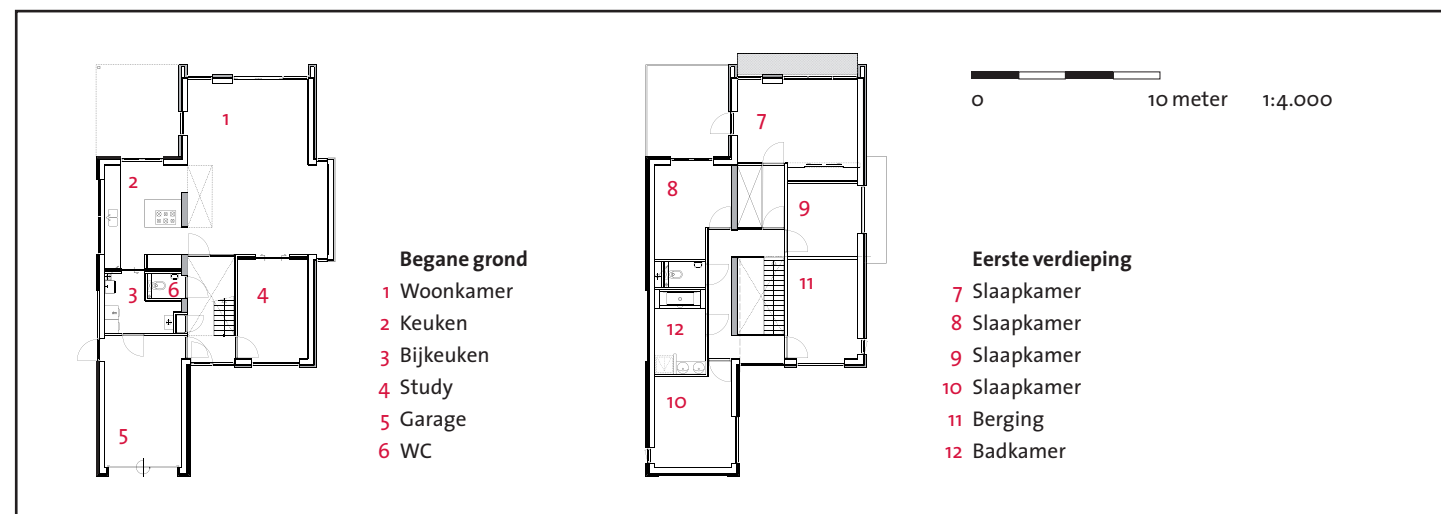 1
2
3
6
4
5
Begane grond
1 Woonkamer
2 Keuken
3 Bijkeuken
4 Study
5 Garage
6 WC
7
8
9
11
12
10
0 10 meter 1:4.000
Eerste verdieping
7 Slaapkamer
8 Slaapkamer
9 Slaapkamer
10 Slaapkamer
11 Berging
12 Badkamer